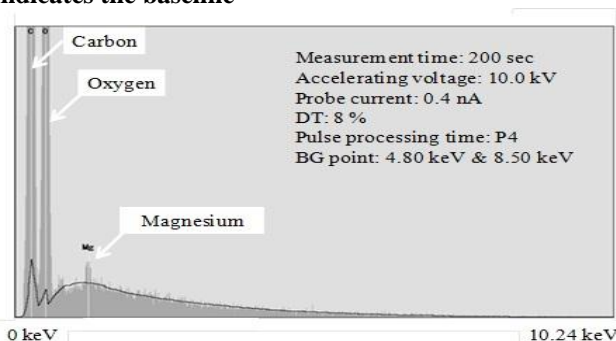 ndicates the baseline
C O
Carbon
Oxygen
Measurement time: 200 sec
Accelerating voltage: 10.0 kV
Probe current: 0.4 nA
DT: 8 %
Pulse processing time: P4
BG point: 4.80 keV & 8.50 keV
Magnesium
Mg
0 keV 10.24 keV